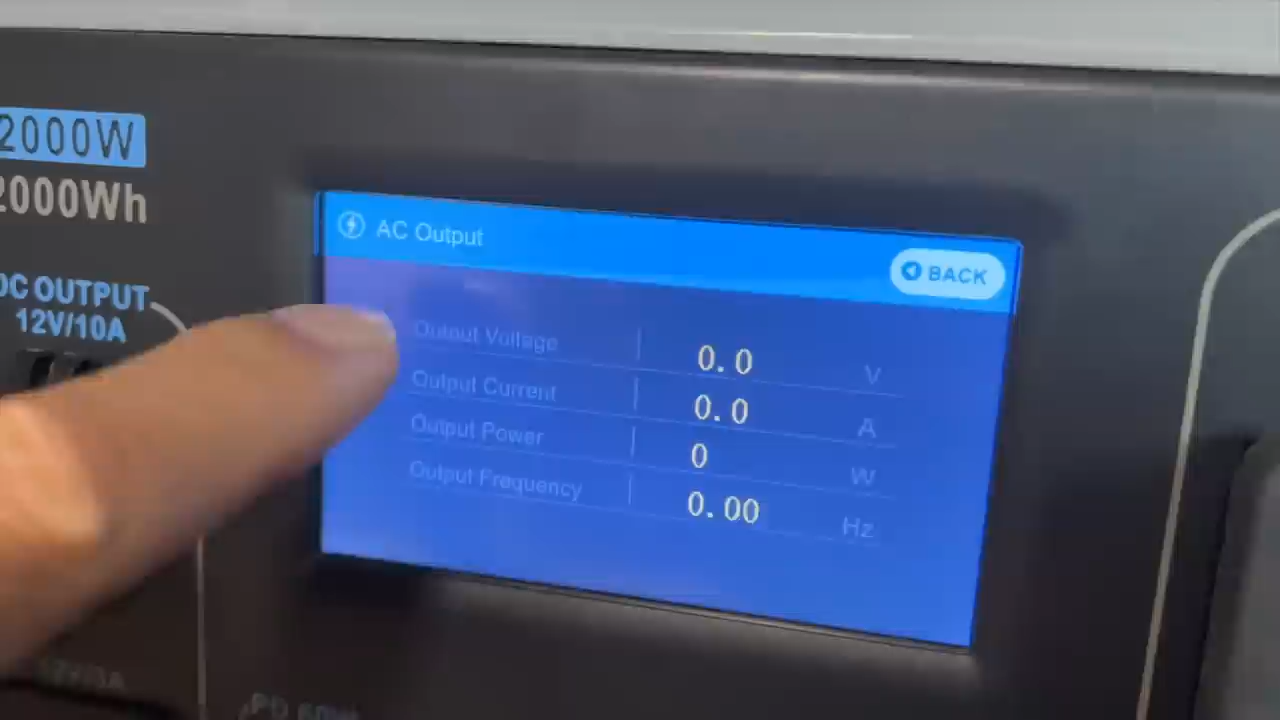 2000W
2000Wh
DC OUTPUT
12V/10A
AC Output
BACK
Output Voltage 0.0 V
Output Current 0.0 A
Output Power 0 W
Output Frequency 0.00 Hz
PD